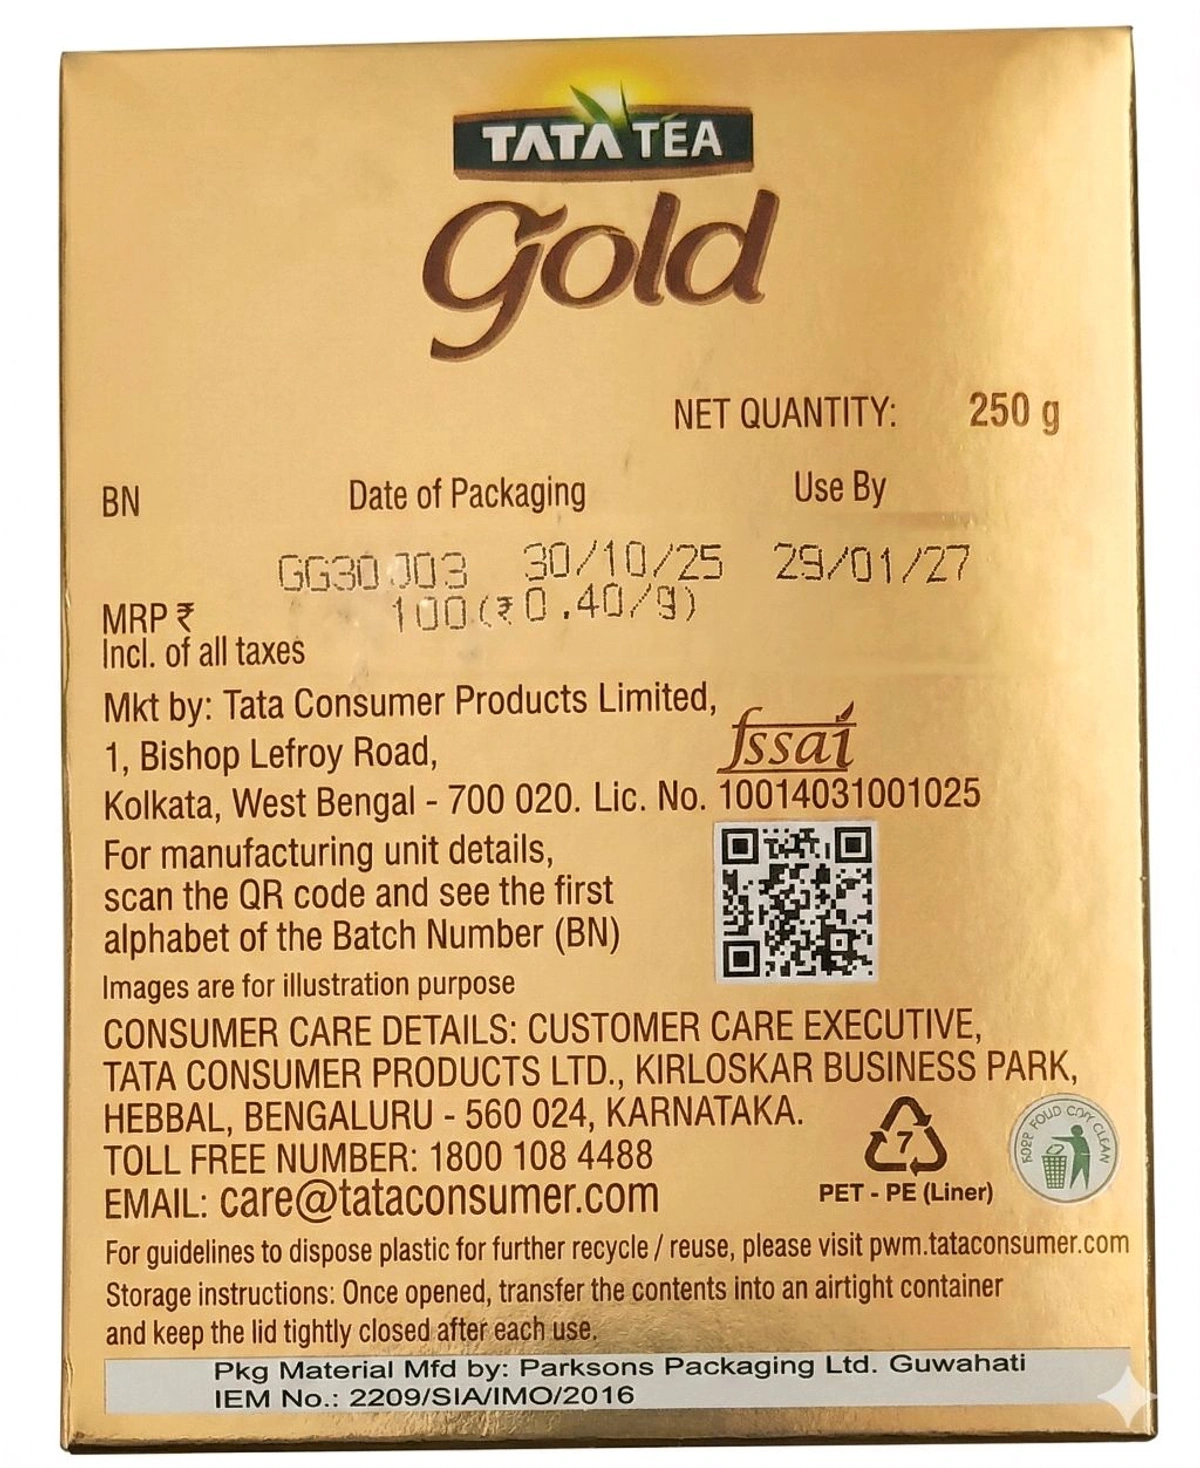 TATA TEA
Gold
NET QUANTITY: 250 g
BN Date of Packaging Use By
30/10/25 29/01/27
MRP ₹ 100(₹0.40/g)
Incl. of all taxes
Mkt by: Tata Consumer Products Limited,
1, Bishop Lefroy Road,
fssai
Kolkata, West Bengal - 700 020. Lic. No. 10014031001025
For manufacturing unit details,
scan the QR code and see the first
alphabet of the Batch Number (BN)
Images are for illustration purpose
CONSUMER CARE DETAILS: CUSTOMER CARE EXECUTIVE,
TATA CONSUMER PRODUCTS LTD., KIRLOSKAR BUSINESS PARK,
HEBBAL, BENGALURU - 560 024, KARNATAKA.
TOLL FREE NUMBER: 1800 108 4488
EMAIL: care@tataconsumer.com
7
PET - PE (Liner)
For guidelines to dispose plastic for further recycle / reuse, please visit pwm.tataconsumer.com
Storage instructions: Once opened, transfer the contents into an airtight container
and keep the lid tightly closed after each use.
Pkg Material Mfd by: Parksons Packaging Ltd. Guwahati
IEM No.: 2209/SIA/IMO/2016